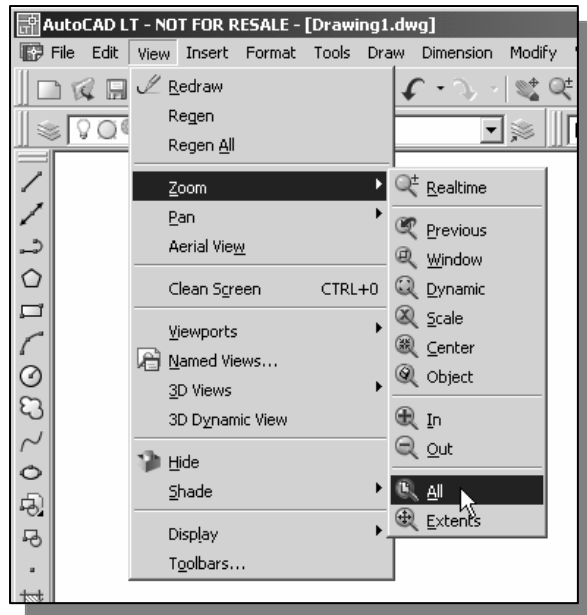 AutoCAD LT - NOT FOR RESALE - [Drawing1.dwg]
File Edit View Insert Format Tools Draw Dimension Modify
Redraw
Regen
Regen All
Zoom
Pan
Aerial View
Clean Screen CTRL+0
Viewports
Named Views...
3D Views
3D Dynamic View
Hide
Shade
Display
Toolbars...
Realtime
Previous
Window
Dynamic
Scale
Center
Object
In
Out
All
Extents